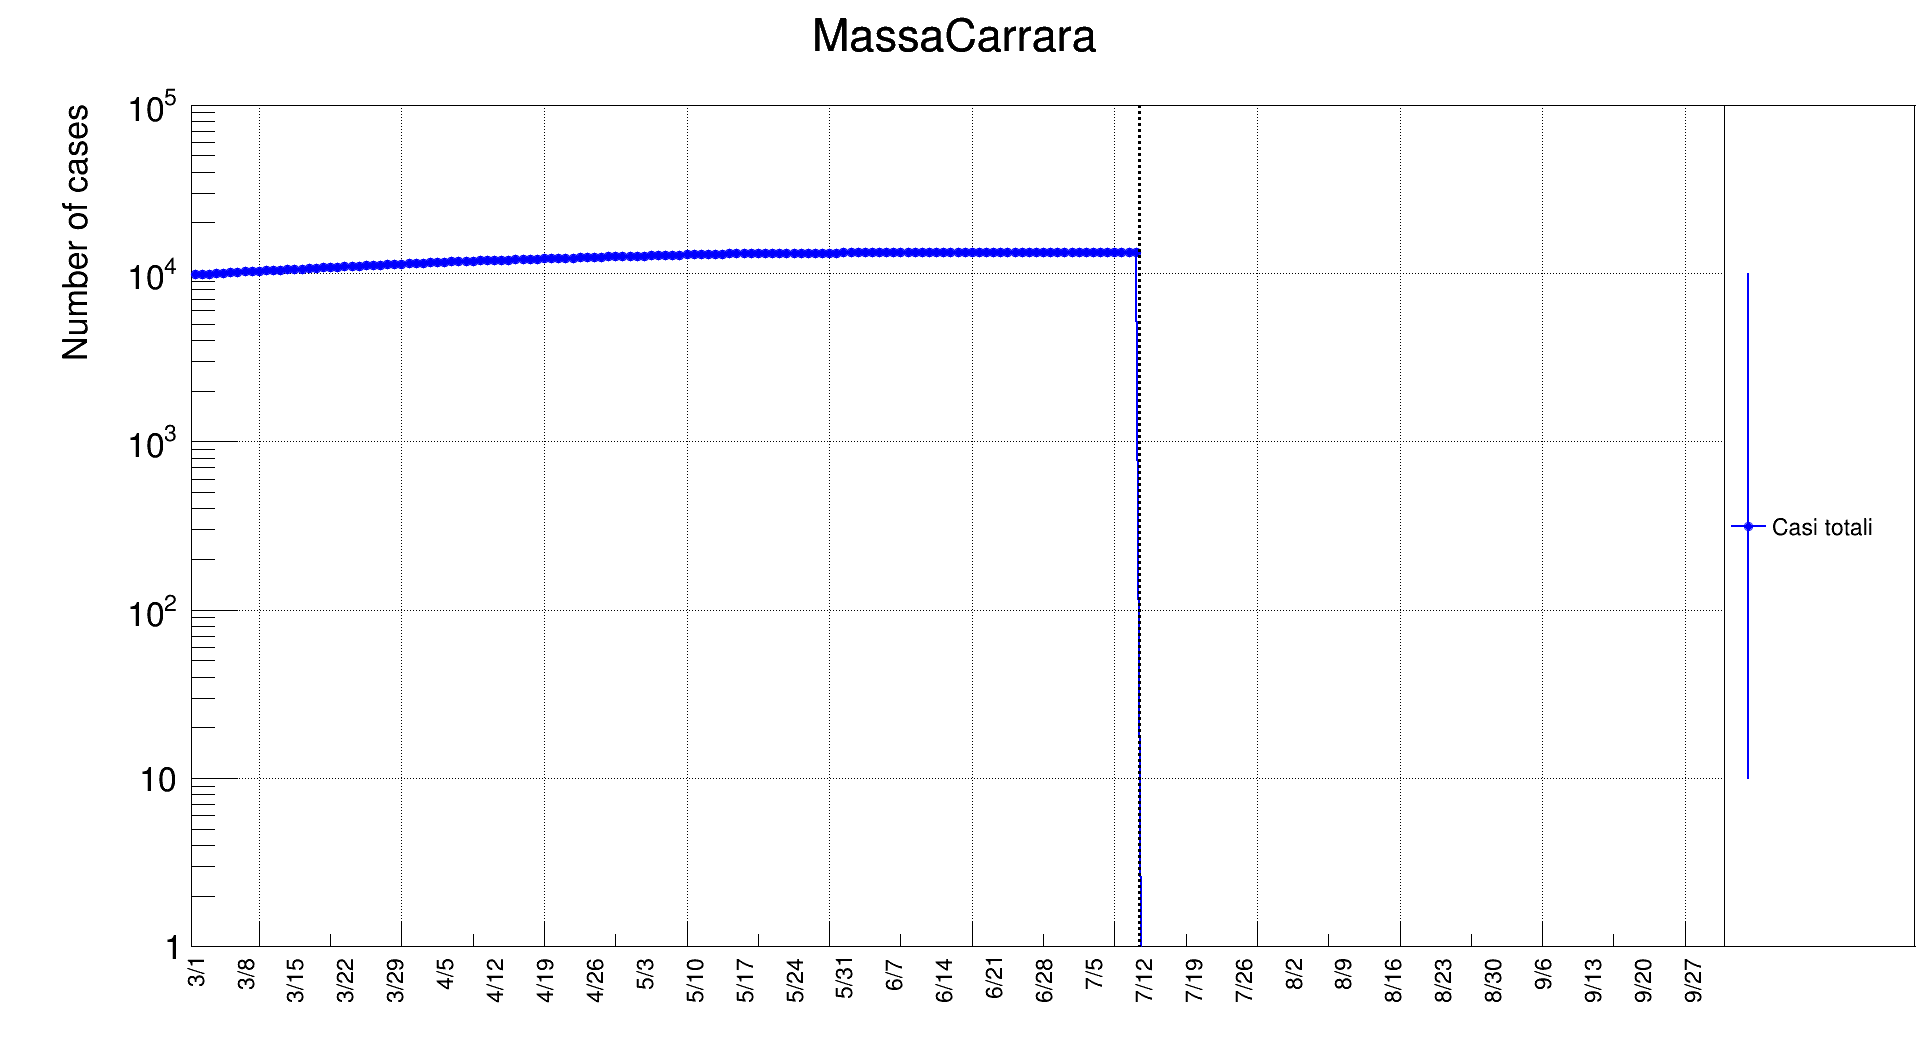 MassaCarrara
Number of cases
10^5
10^4
10^3
10^2
10
1
3/1 3/8 3/15 3/22 3/29 4/5 4/12 4/19 4/26 5/3 5/10 5/17 5/24 5/31 6/7 6/14 6/21 6/28 7/5 7/12 7/19 7/26 8/2 8/9 8/16 8/23 8/30 9/6 9/13 9/20 9/27
Casi totali